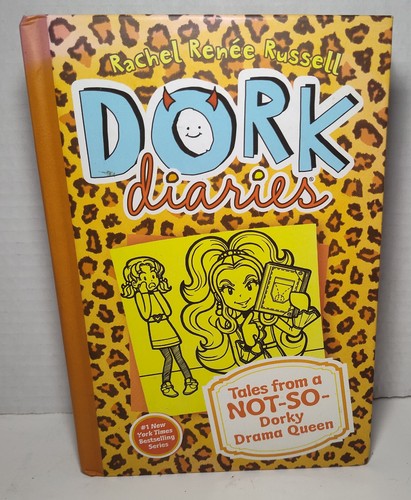 Rachel Renée Russell
DORK
diaries®
Tales from a
NOT-SO-
Dorky
Drama Queen
#1 New
York Times
Bestselling
Series